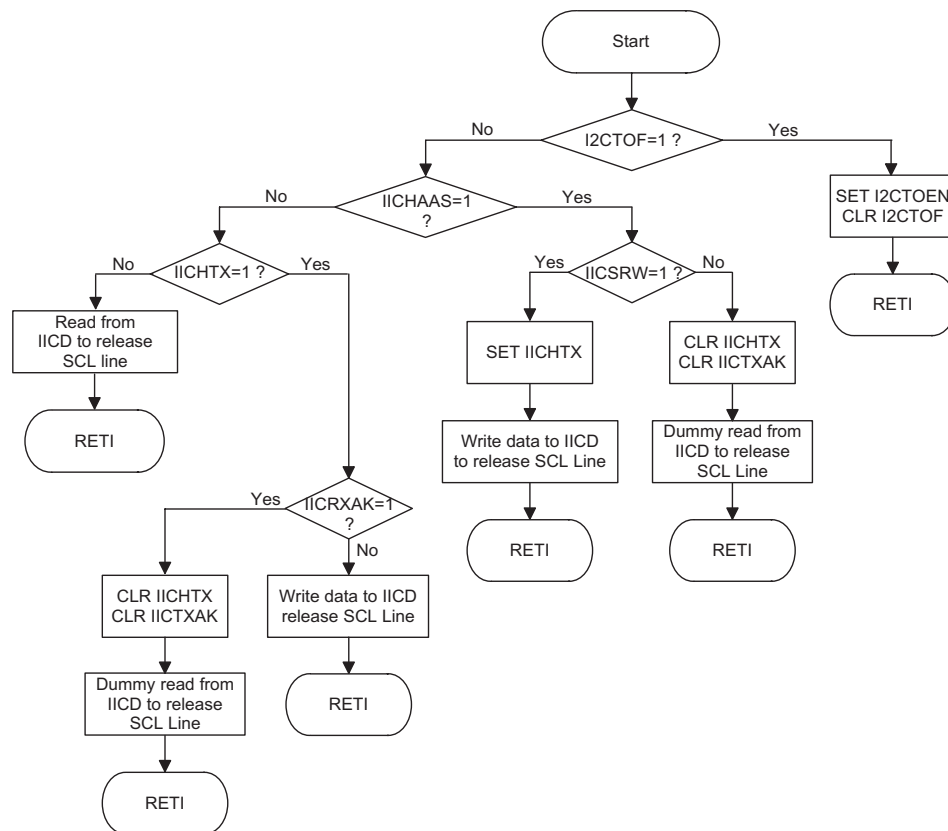 Start
I2CTOF=1 ?
No
Yes
IICHAAS=1
?
No
Yes
SET I2CTOEN
CLR I2CTOF
RETI
IICHTX=1 ?
No
Yes
IICSRW=1 ?
Yes
No
Read from
IICD to release
SCL line
RETI
SET IICHTX
CLR IICHTX
CLR IICTXAK
Write data to IICD
to release SCL Line
Dummy read from
IICD to release
SCL Line
RETI
RETI
IICRXAK=1
?
Yes
No
CLR IICHTX
CLR IICTXAK
Write data to IICD
release SCL Line
Dummy read from
IICD to release
SCL Line
RETI
RETI